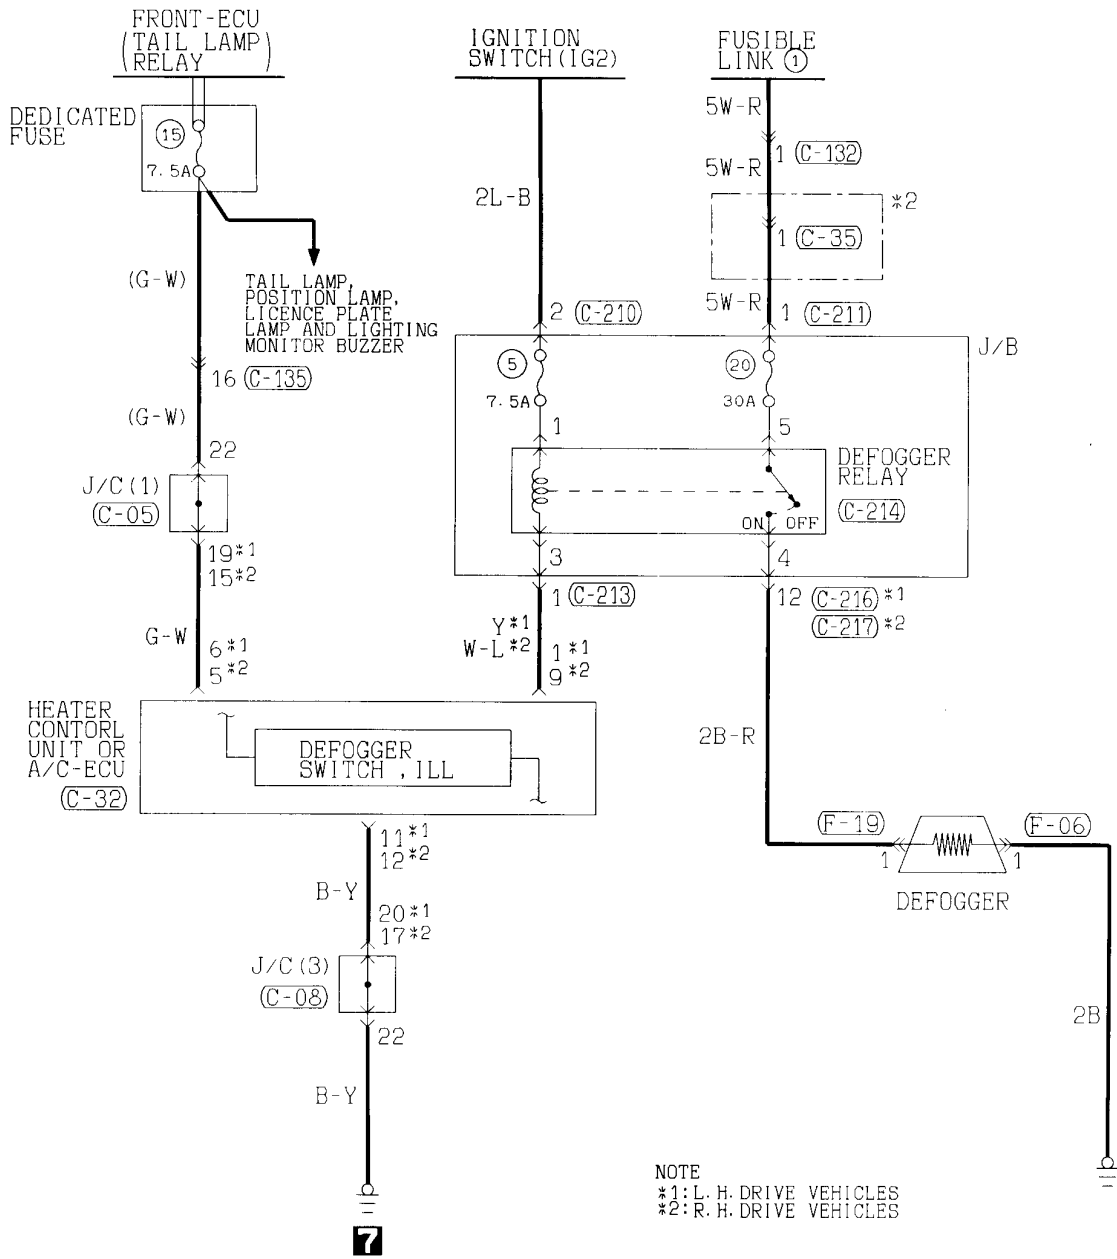 FRONT-ECU
(TAIL LAMP)
RELAY
IGNITION
SWITCH(IG2)
FUSIBLE
LINK 1
DEDICATED
FUSE
15
7.5A
5W-R
1 C-132
5W-R
*2
1 C-35
2L-B
(G-W)
TAIL LAMP,
POSITION LAMP,
LICENCE PLATE
LAMP AND LIGHTING
MONITOR BUZZER
5W-R
2 C-210
1 C-211
J/B
16 C-135
5
7.5A
20
30A
(G-W)
1
5
22
J/C(1)
C-05
DEFOGGER
RELAY
C-214
ON OFF
19*1
15*2
3
4
1 C-213
12 C-216 *1
C-217 *2
G-W
6*1
5*2
Y*1
W-L*2
1*1
9*2
HEATER
CONTORL
UNIT OR
A/C-ECU
C-32
DEFOGGER
SWITCH ,ILL
2B-R
11*1
12*2
F-19
F-06
1
1
DEFOGGER
B-Y
20*1
17*2
J/C(3)
C-08
22
2B
B-Y
7
NOTE
*1:L.H.DRIVE VEHICLES
*2:R.H.DRIVE VEHICLES